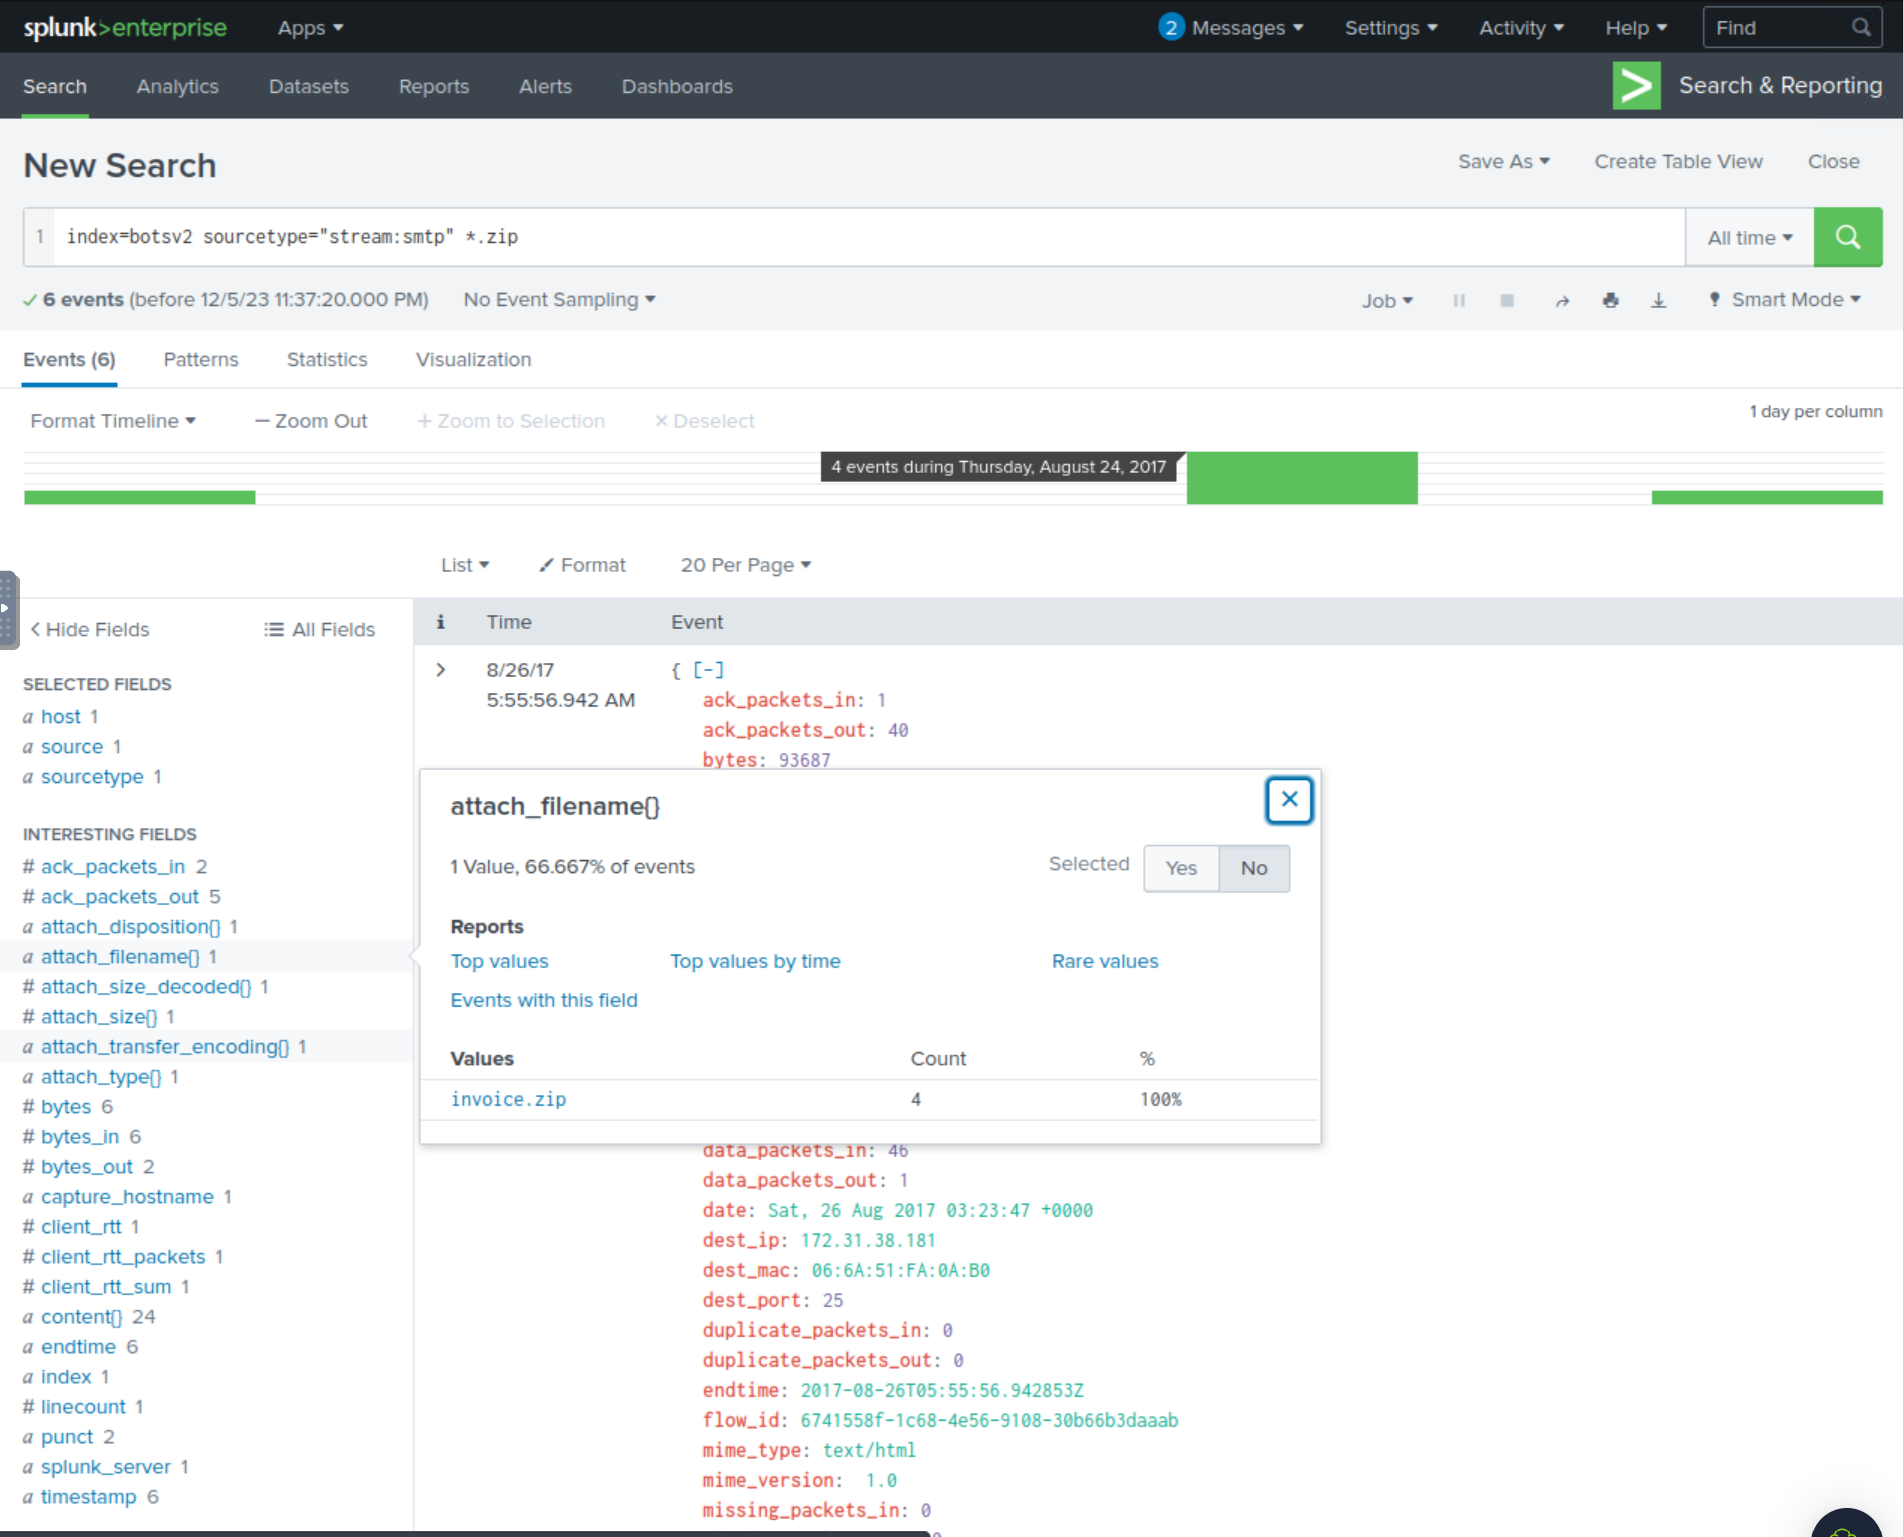 splunk>enterprise Apps 2 Messages Settings Activity Help Find
Search Analytics Datasets Reports Alerts Dashboards > Search & Reporting
New Search Save As Create Table View Close
1 index=botsv2 sourcetype="stream:smtp" *.zip All time
6 events (before 12/5/23 11:37:20.000 PM) No Event Sampling Job Smart Mode
Events (6) Patterns Statistics Visualization
Format Timeline — Zoom Out + Zoom to Selection × Deselect 1 day per column
4 events during Thursday, August 24, 2017
List Format 20 Per Page
< Hide Fields All Fields
i Time Event
SELECTED FIELDS
a host 1
a source 1
a sourcetype 1
INTERESTING FIELDS
# ack_packets_in 2
# ack_packets_out 5
a attach_disposition{} 1
a attach_filename{} 1
# attach_size_decoded{} 1
# attach_size{} 1
a attach_transfer_encoding{} 1
a attach_type{} 1
# bytes 6
# bytes_in 6
# bytes_out 2
a capture_hostname 1
# client_rtt 1
# client_rtt_packets 1
# client_rtt_sum 1
a content{} 24
a endtime 6
a index 1
# linecount 1
a punct 2
a splunk_server 1
a timestamp 6
> 8/26/17 { [-]
5:55:56.942 AM ack_packets_in: 1
ack_packets_out: 40
bytes: 93687
attach_filename{} ×
1 Value, 66.667% of events Selected Yes No
Reports
Top values Top values by time Rare values
Events with this field
Values Count %
invoice.zip 4 100%
data_packets_in: 46
data_packets_out: 1
date: Sat, 26 Aug 2017 03:23:47 +0000
dest_ip: 172.31.38.181
dest_mac: 06:6A:51:FA:0A:B0
dest_port: 25
duplicate_packets_in: 0
duplicate_packets_out: 0
endtime: 2017-08-26T05:55:56.942853Z
flow_id: 6741558f-1c68-4e56-9108-30b66b3daaab
mime_type: text/html
mime_version: 1.0
missing_packets_in: 0